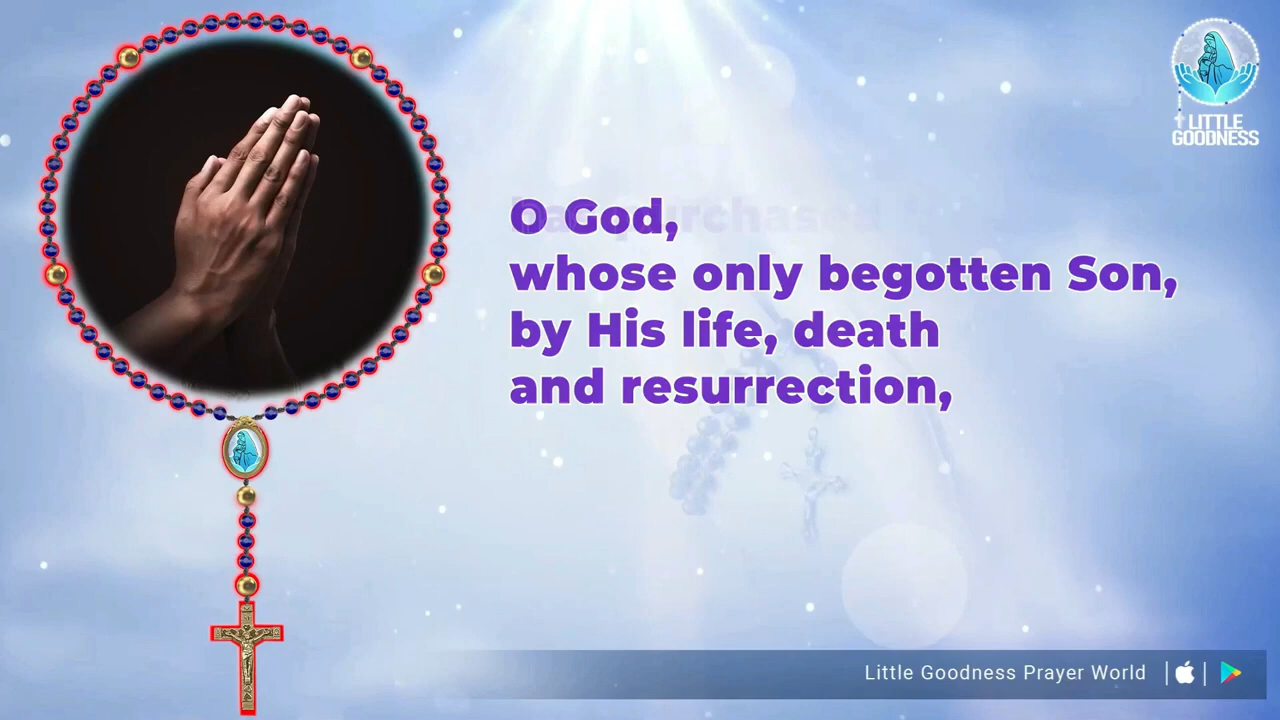 O God,
whose only begotten Son,
by His life, death
and resurrection,
LITTLE
GOODNESS
Little Goodness Prayer World